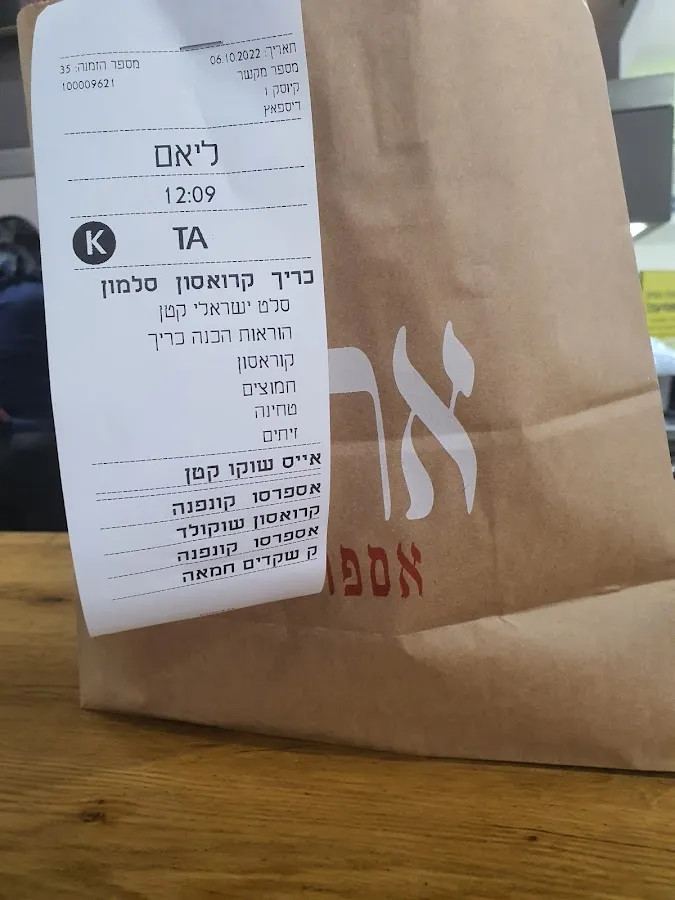 תאריך: 06.10.2022
מספר הזמנה: 35
מספר מקשר
100009621
קיוסק 1
דיספאץ
ליאם
12:09
K TA
כריך קרואסון סלמון
סלט ישראלי קטן
הוראות הכנה כריך
קוראסון
חמוצים
טחינה
זיתים
אייס שוקו קטן
אספרסו קונפנה
קרואסון שוקולד
אספרסו קונפנה
ק שקדים חמאה
אר
אספר